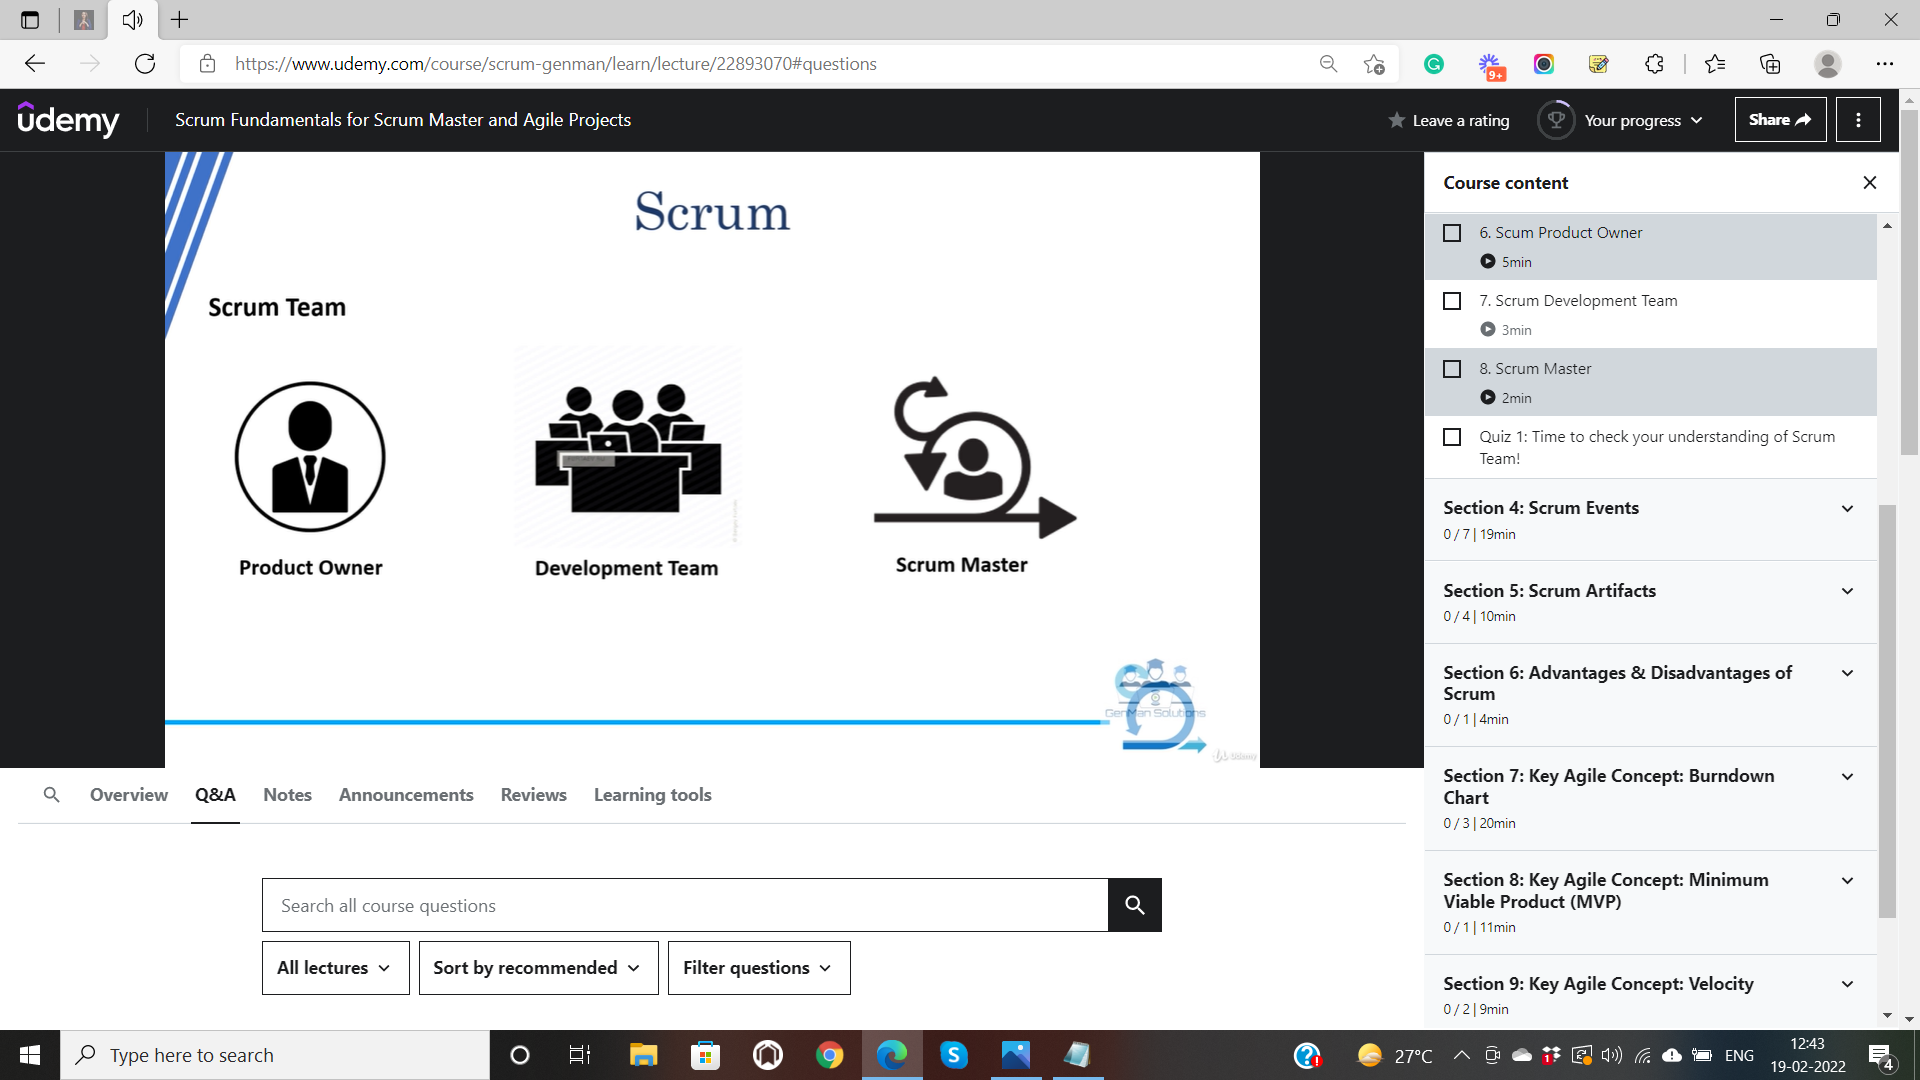 https://www.udemy.com/course/scrum-genman/learn/lecture/22893070#questions
9+
udemy
Scrum Fundamentals for Scrum Master and Agile Projects
Leave a rating
Your progress
Share
Scrum
Scrum Team
Product Owner
Development Team
Scrum Master
GenMan Solutions
Udemy
Course content
6. Scum Product Owner
5min
7. Scrum Development Team
3min
8. Scrum Master
2min
Quiz 1: Time to check your understanding of Scrum
Team!
Section 4: Scrum Events
0 / 7 | 19min
Section 5: Scrum Artifacts
0 / 4 | 10min
Section 6: Advantages & Disadvantages of
Scrum
0 / 1 | 4min
Section 7: Key Agile Concept: Burndown
Chart
0 / 3 | 20min
Section 8: Key Agile Concept: Minimum
Viable Product (MVP)
0 / 1 | 11min
Section 9: Key Agile Concept: Velocity
0 / 2 | 9min
Overview
Q&A
Notes
Announcements
Reviews
Learning tools
Search all course questions
All lectures
Sort by recommended
Filter questions
Type here to search
27°C
1
ENG
12:43
19-02-2022
4